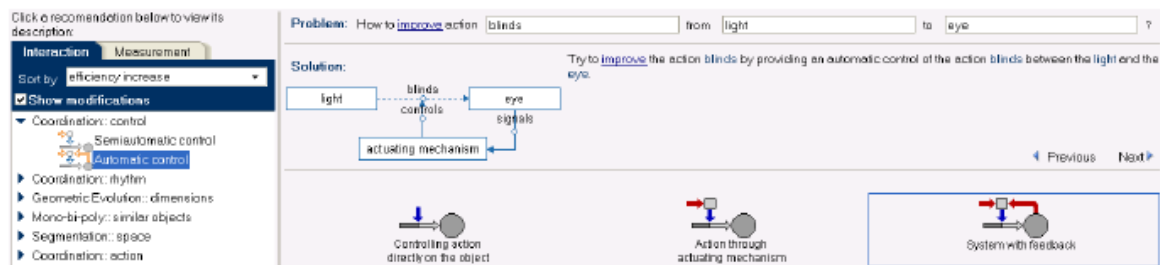 Click a recomendation below to view its
description:
Interaction Measurement
Sort by efficiency increase
Show modifications
Coordination:: control
Semiautomatic control
Automatic control
Coordination:: rhythm
Geometric Evolution:: dimensions
Mono-bi-poly:: similar objects
Segmentation:: space
Coordination:: action
Problem: How to improve action blinds from light to eye ?
Solution:
Try to improve the action blinds by providing an automatic control of the action blinds between the light and the
eye.
light
blinds
eye
controls
signals
actuating mechanism
Previous Next
Controlling action
directly on the object
Action through
actuating mechanism
System with feedback